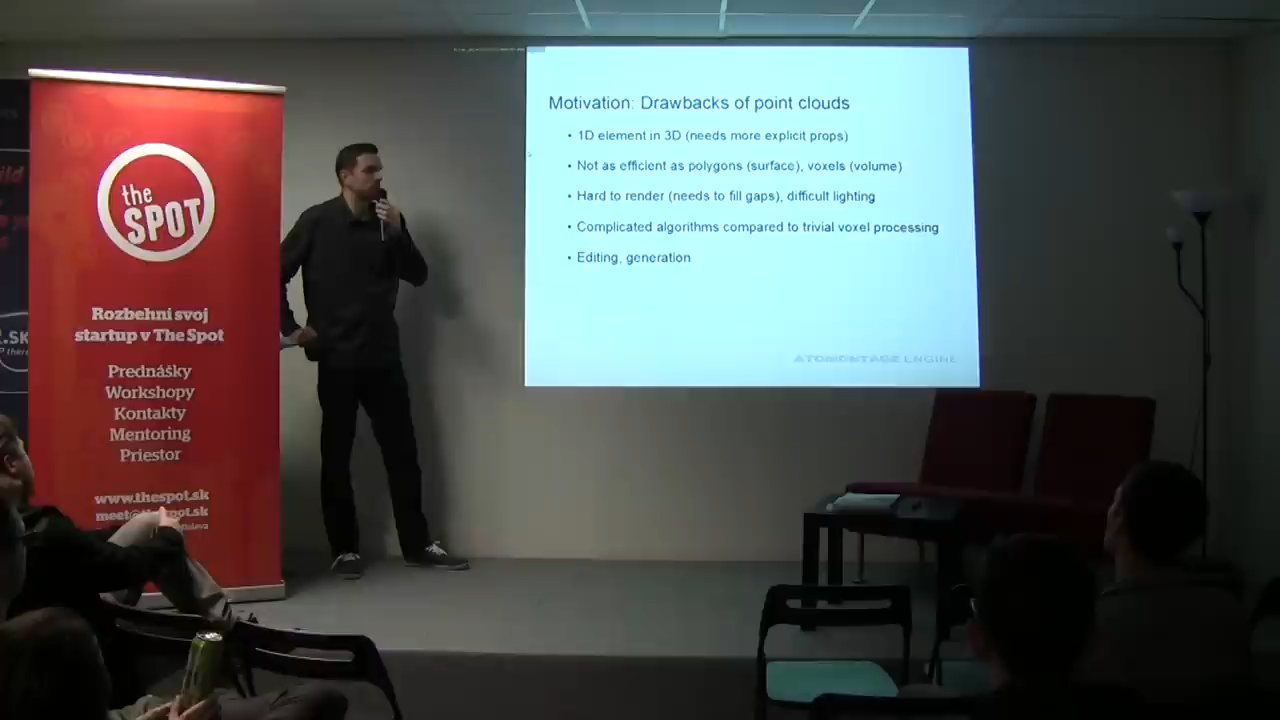 the
SPOT
Rozbehni svoj
startup v The Spot
Prednášky
Workshopy
Kontakty
Mentoring
Priestor
www.thespot.sk
Motivation: Drawbacks of point clouds
• 1D element in 3D (needs more explicit props)
• Not as efficient as polygons (surface), voxels (volume)
• Hard to render (needs to fill gaps), difficult lighting
• Complicated algorithms compared to trivial voxel processing
• Editing, generation
ATOMONTAGE ENGINE